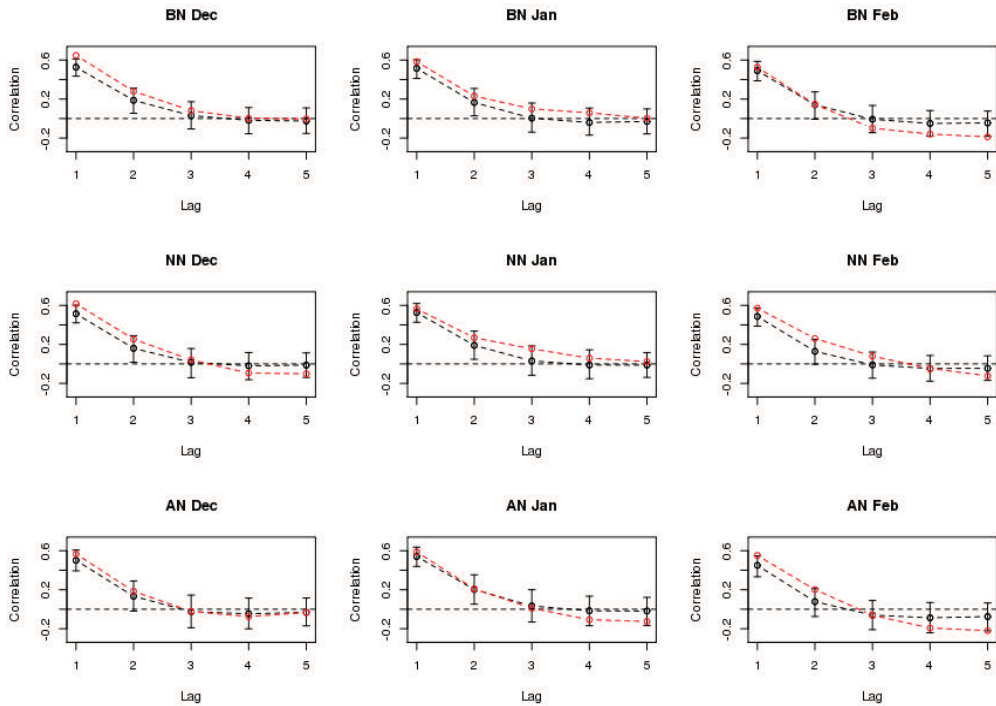 BN Dec
Correlation
-0.2 0.2 0.6
1 2 3 4 5
Lag
BN Jan
Correlation
-0.2 0.2 0.6
1 2 3 4 5
Lag
BN Feb
Correlation
-0.2 0.2 0.6
1 2 3 4 5
Lag
NN Dec
Correlation
-0.2 0.2 0.6
1 2 3 4 5
Lag
NN Jan
Correlation
-0.2 0.2 0.6
1 2 3 4 5
Lag
NN Feb
Correlation
-0.2 0.2 0.6
1 2 3 4 5
Lag
AN Dec
Correlation
-0.2 0.2 0.6
1 2 3 4 5
Lag
AN Jan
Correlation
-0.2 0.2 0.6
1 2 3 4 5
Lag
AN Feb
Correlation
-0.2 0.2 0.6
1 2 3 4 5
Lag